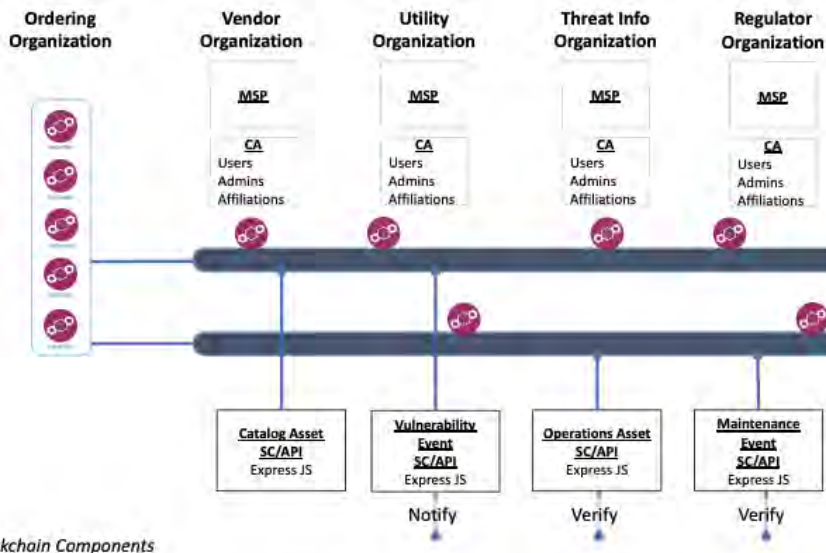 Ordering
Organization
Vendor
Organization
Utility
Organization
Threat Info
Organization
Regulator
Organization
MSP
MSP
MSP
MSP
CA
Users
Admins
Affiliations
CA
Users
Admins
Affiliations
CA
Users
Admins
Affiliations
CA
Users
Admins
Affiliations
Catalog Asset
SC/API
Express JS
Vulnerability
Event
SC/API
Express JS
Operations Asset
SC/API
Express JS
Maintenance
Event
SC/API
Express JS
Notify
Verify
Verify
kchain Components